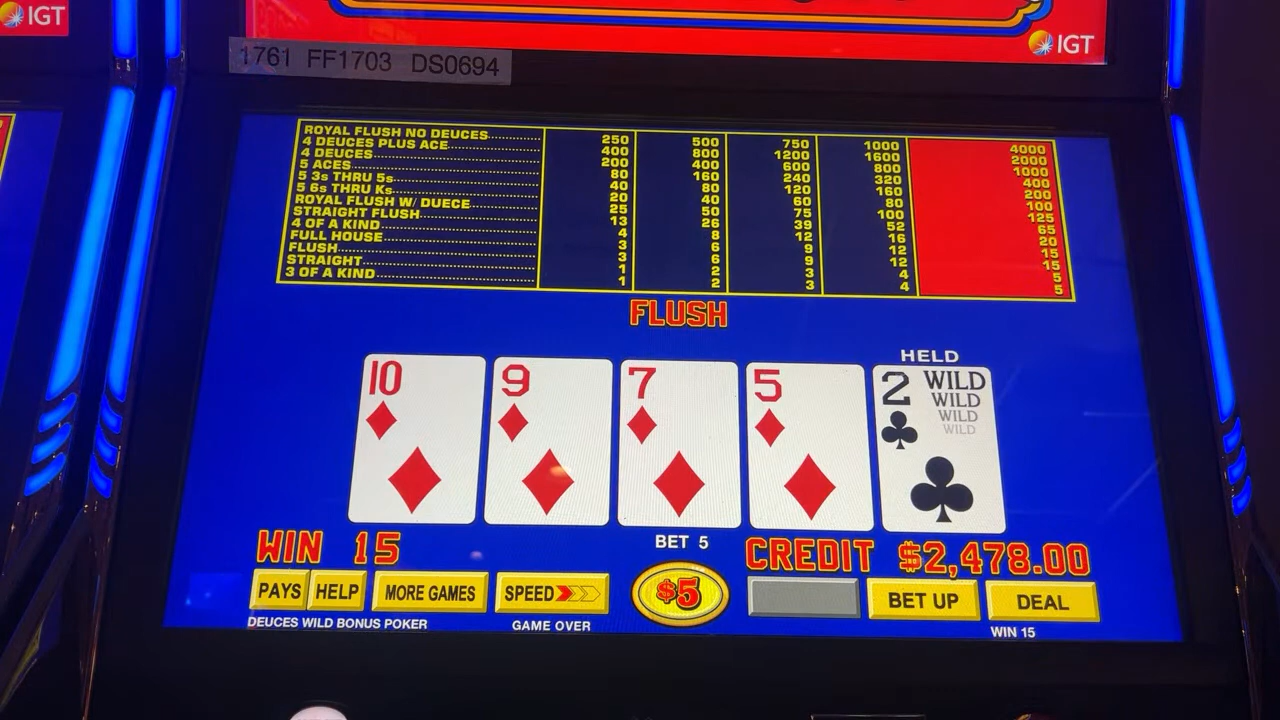 IGT
IGT
1761 FF1703 DS0694
ROYAL FLUSH NO DEUCES 250 500 750 1000 4000
4 DEUCES PLUS ACE 400 800 1200 1600 2000
4 DEUCES 200 400 600 800 1000
5 ACES 80 160 240 320 400
5 3s THRU 5s 40 80 120 160 200
5 6s THRU Ks 20 40 60 80 100
ROYAL FLUSH W/ DUECE 25 50 75 100 125
STRAIGHT FLUSH 13 26 39 52 65
4 OF A KIND 4 8 12 16 20
FULL HOUSE 3 6 9 12 15
FLUSH 3 6 9 12 15
STRAIGHT 1 2 3 4 5
3 OF A KIND 1 2 3 4 5
FLUSH
HELD
10 9 7 5 2 WILD
WILD
WILD
WILD
WIN 15 BET 5 CREDIT $2,478.00
PAYS HELP MORE GAMES SPEED $5 BET UP DEAL
DEUCES WILD BONUS POKER GAME OVER WIN 15